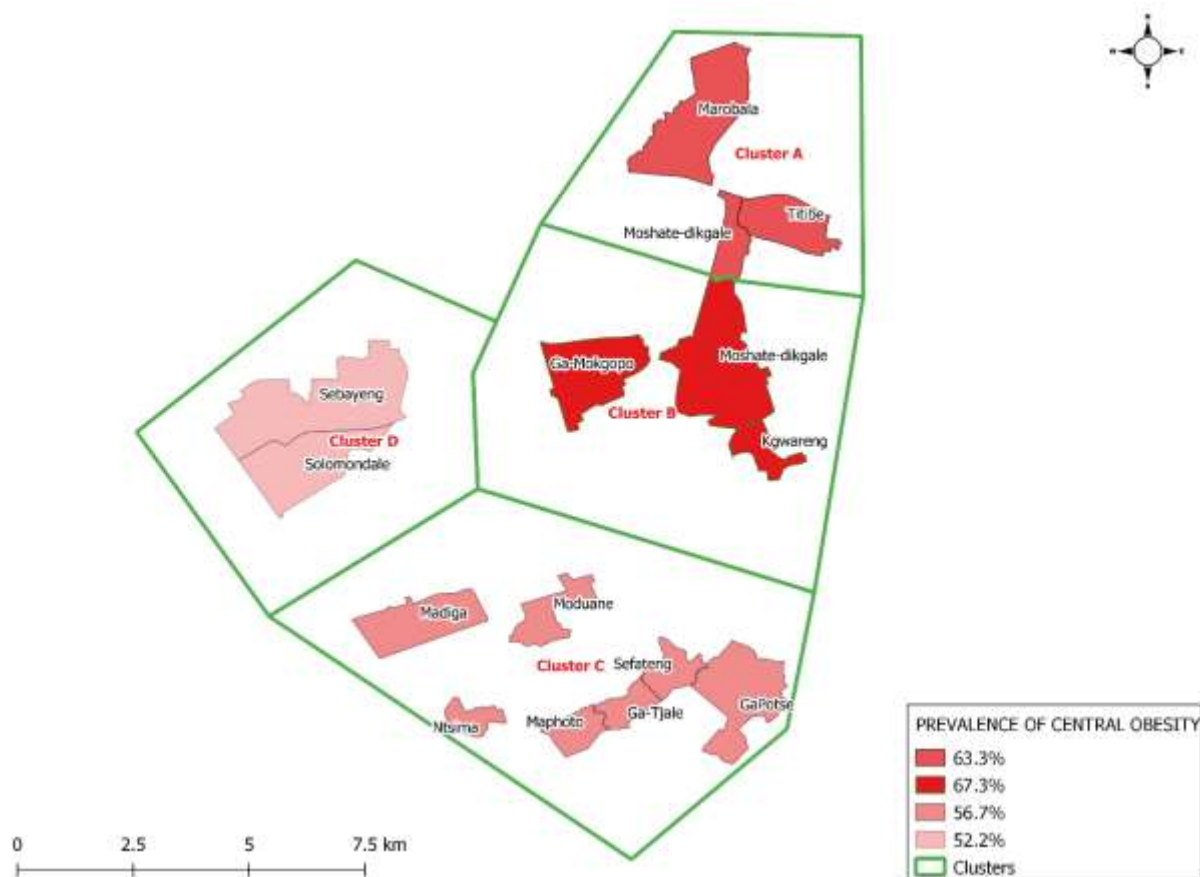 Marobala
Cluster A
Titibe
Moshate-dikgale
Moshate-dikgale
Ga-Mokgopo
Cluster B
Kgwareng
Sebayeng
Cluster D
Solomondale
Madiga
Moduane
Cluster C
Sefateng
GaPotse
Ga-Tjale
Maphoto
Ntsima
PREVALENCE OF CENTRAL OBESITY
63.3%
67.3%
56.7%
52.2%
Clusters
0 2.5 5 7.5 km